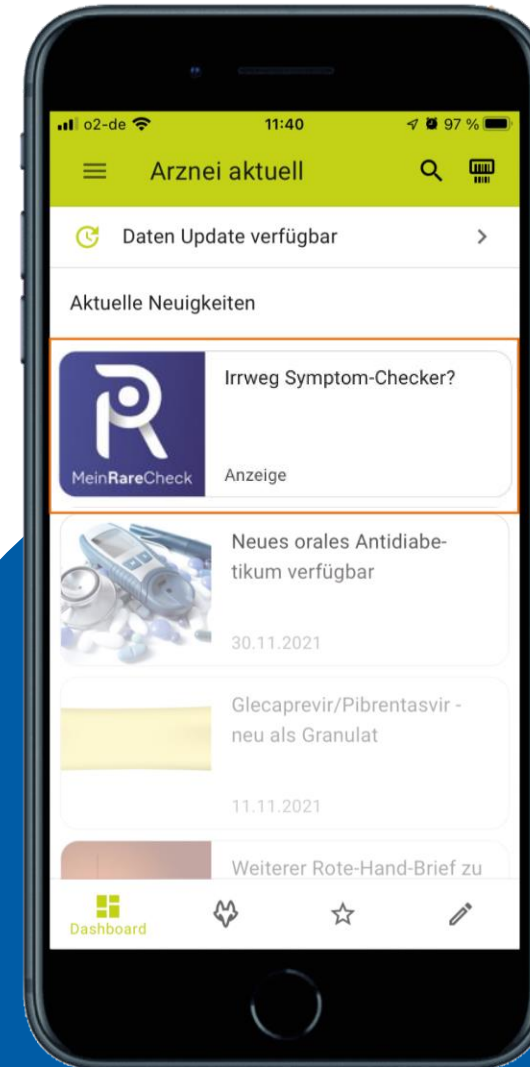 o2-de 11:40 97 %
Arznei aktuell
Daten Update verfügbar
Aktuelle Neuigkeiten
Irrweg Symptom-Checker?
MeinRareCheck
Anzeige
Neues orales Antidiabe-
tikum verfügbar
30.11.2021
Glecaprevir/Pibrentasvir -
neu als Granulat
11.11.2021
Weiterer Rote-Hand-Brief zu
Dashboard